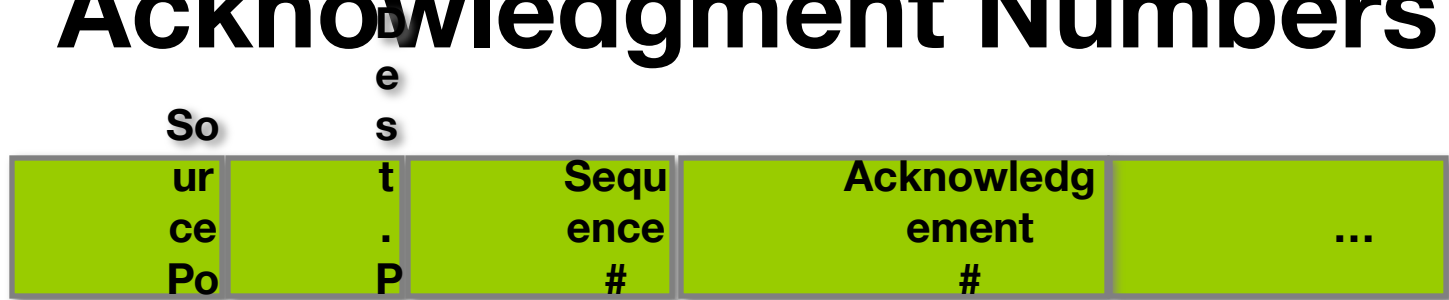 Acknowledgment Numbers
So
ur
ce
Po
D
e
s
t
.
P
Sequ
ence
#
Acknowledg
ement
#
...